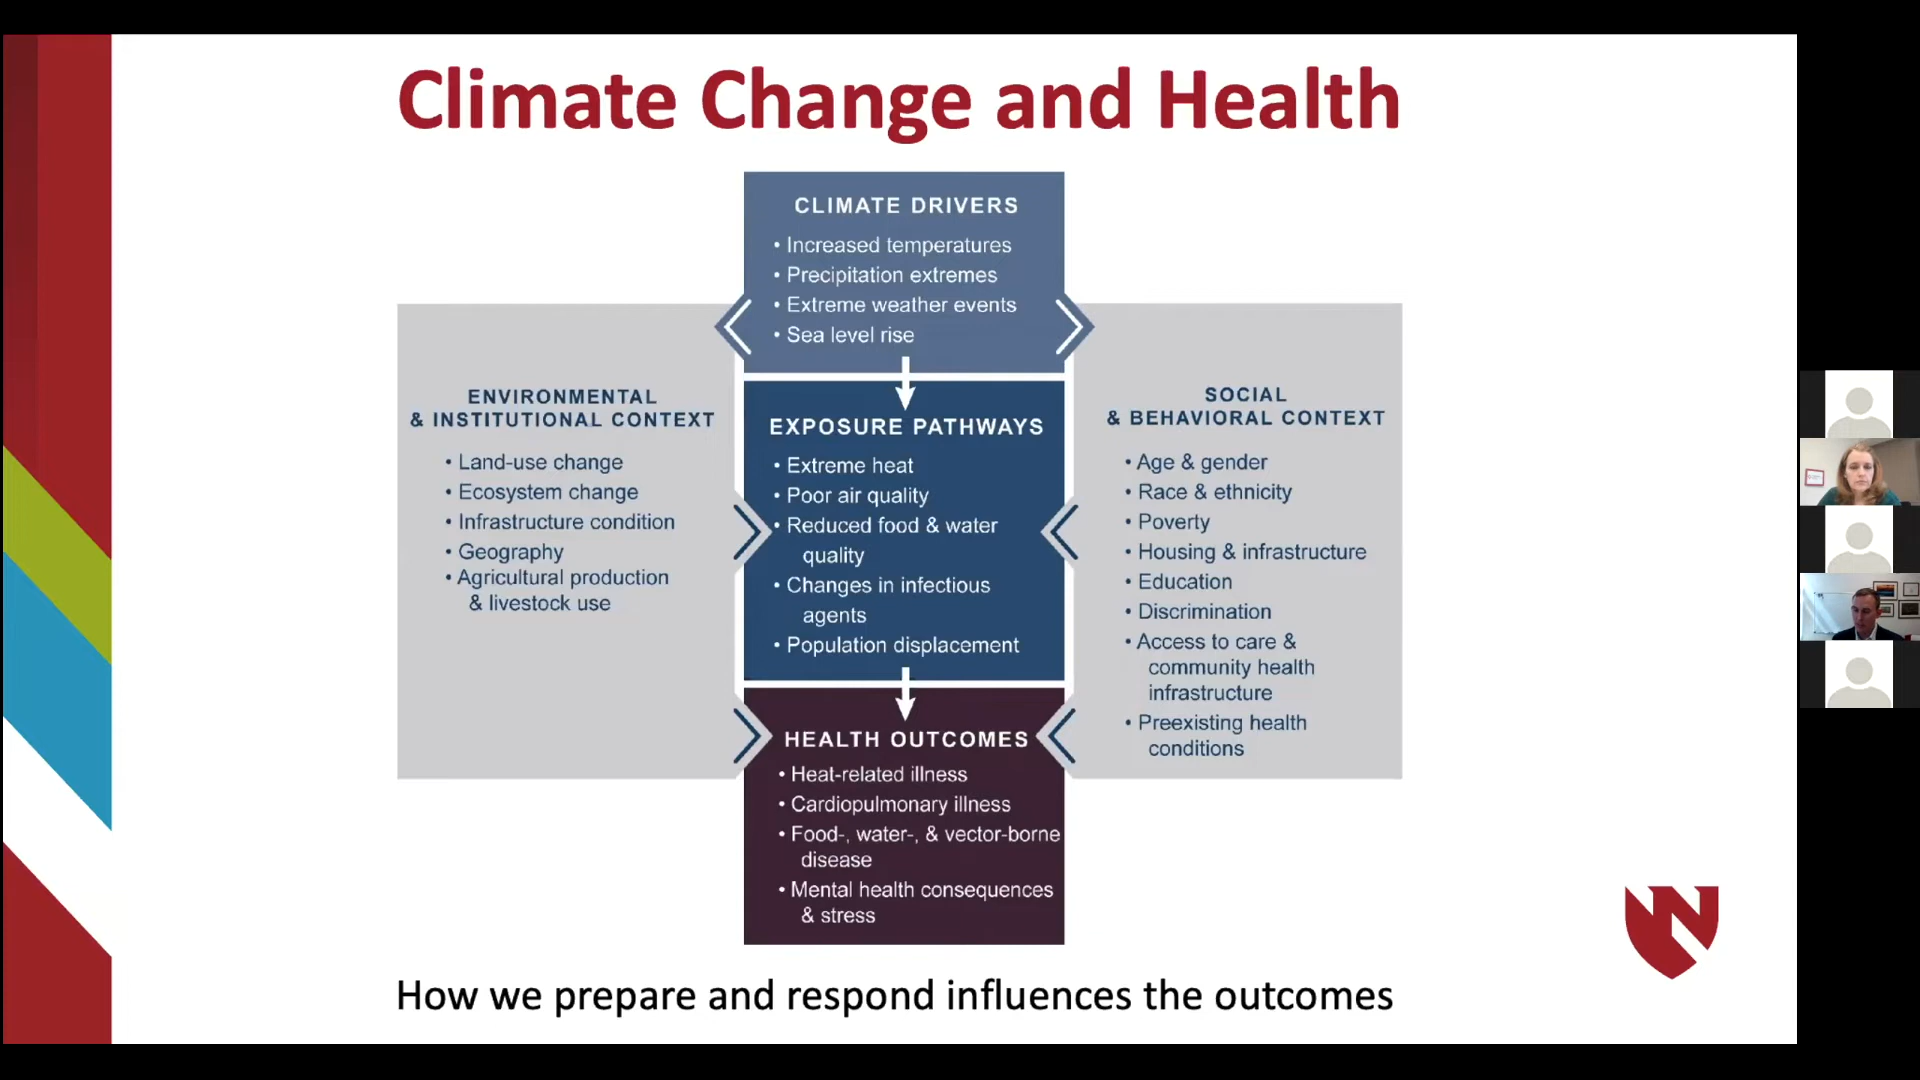 Climate Change and Health
CLIMATE DRIVERS
• Increased temperatures
• Precipitation extremes
• Extreme weather events
• Sea level rise
ENVIRONMENTAL
& INSTITUTIONAL CONTEXT
• Land-use change
• Ecosystem change
• Infrastructure condition
• Geography
• Agricultural production
& livestock use
EXPOSURE PATHWAYS
• Extreme heat
• Poor air quality
• Reduced food & water
quality
• Changes in infectious
agents
• Population displacement
SOCIAL
& BEHAVIORAL CONTEXT
• Age & gender
• Race & ethnicity
• Poverty
• Housing & infrastructure
• Education
• Discrimination
• Access to care &
community health
infrastructure
• Preexisting health
conditions
HEALTH OUTCOMES
• Heat-related illness
• Cardiopulmonary illness
• Food-, water-, & vector-borne
disease
• Mental health consequences
& stress
How we prepare and respond influences the outcomes
N